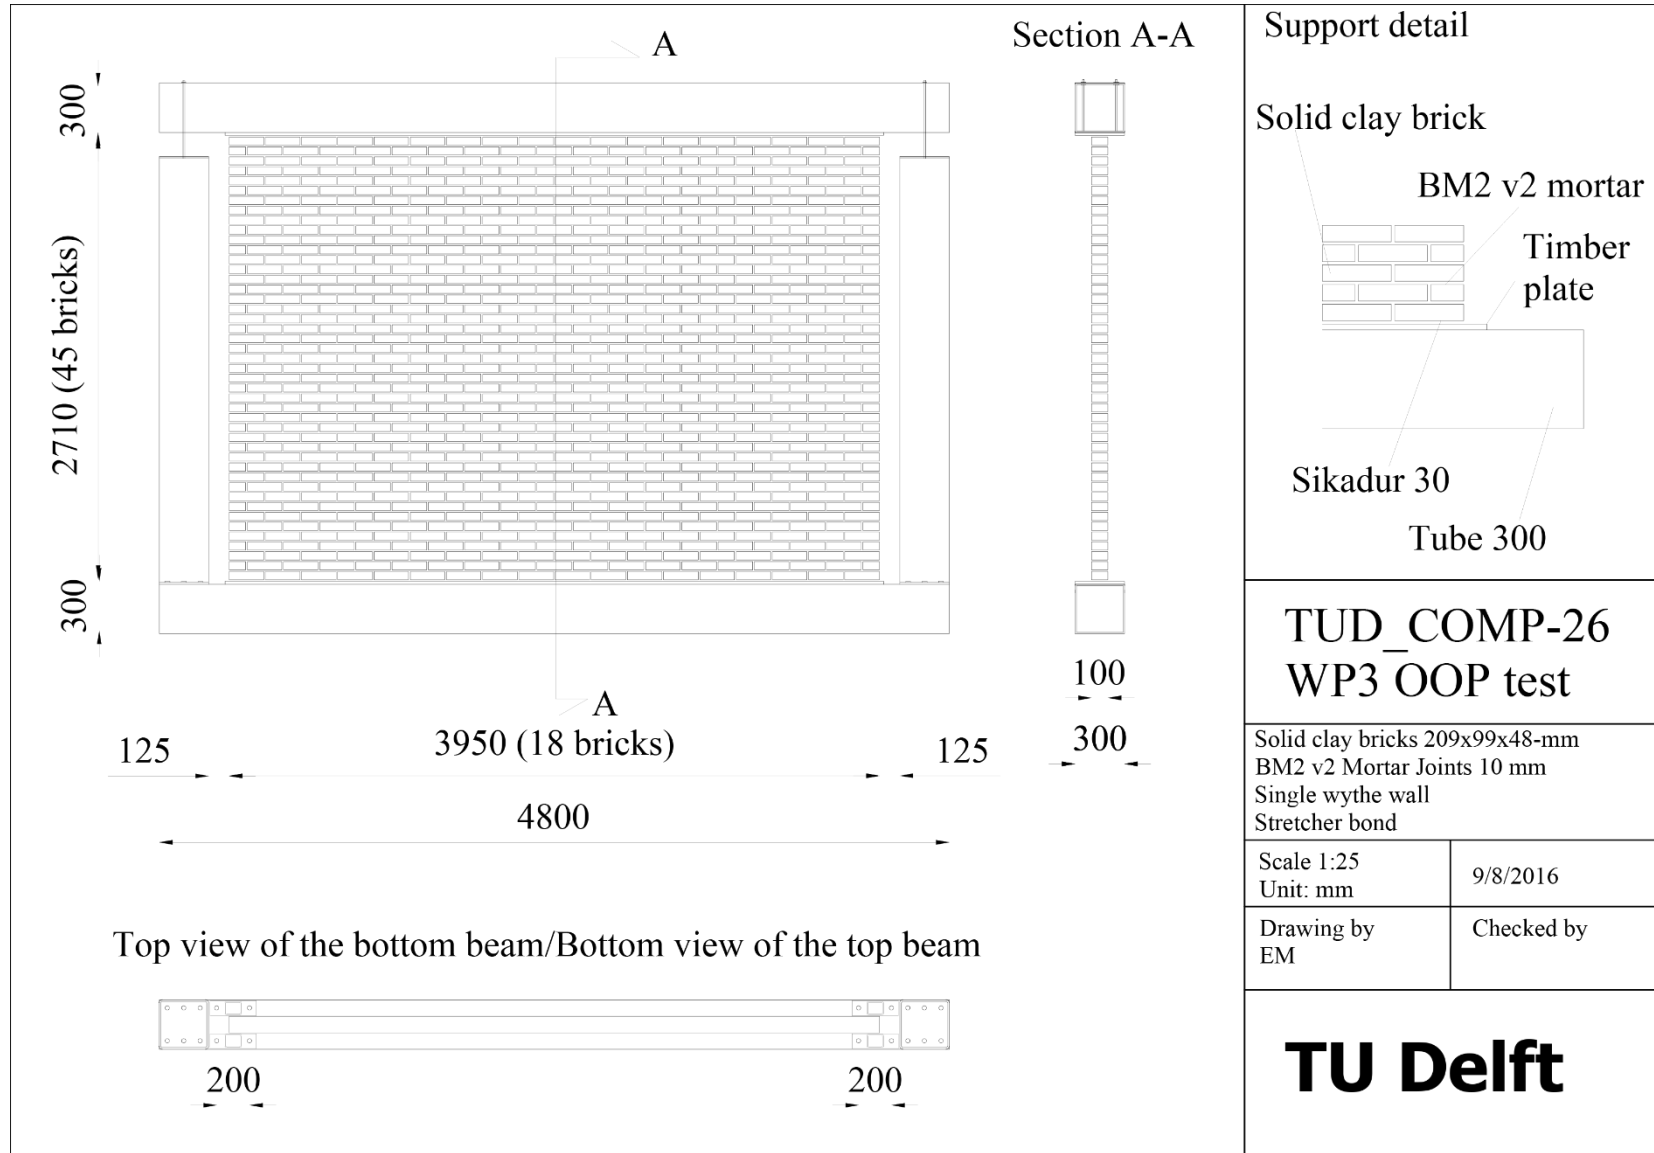 A
Section A-A
300
2710 (45 bricks)
300
A
125
3950 (18 bricks)
125
4800
100
300
Top view of the bottom beam/Bottom view of the top beam
200
200
Support detail
Solid clay brick
BM2 v2 mortar
Timber
plate
Sikadur 30
Tube 300
TUD_COMP-26
WP3 OOP test
Solid clay bricks 209x99x48-mm
BM2 v2 Mortar Joints 10 mm
Single wythe wall
Stretcher bond
Scale 1:25
Unit: mm
9/8/2016
Drawing by
EM
Checked by
TU Delft